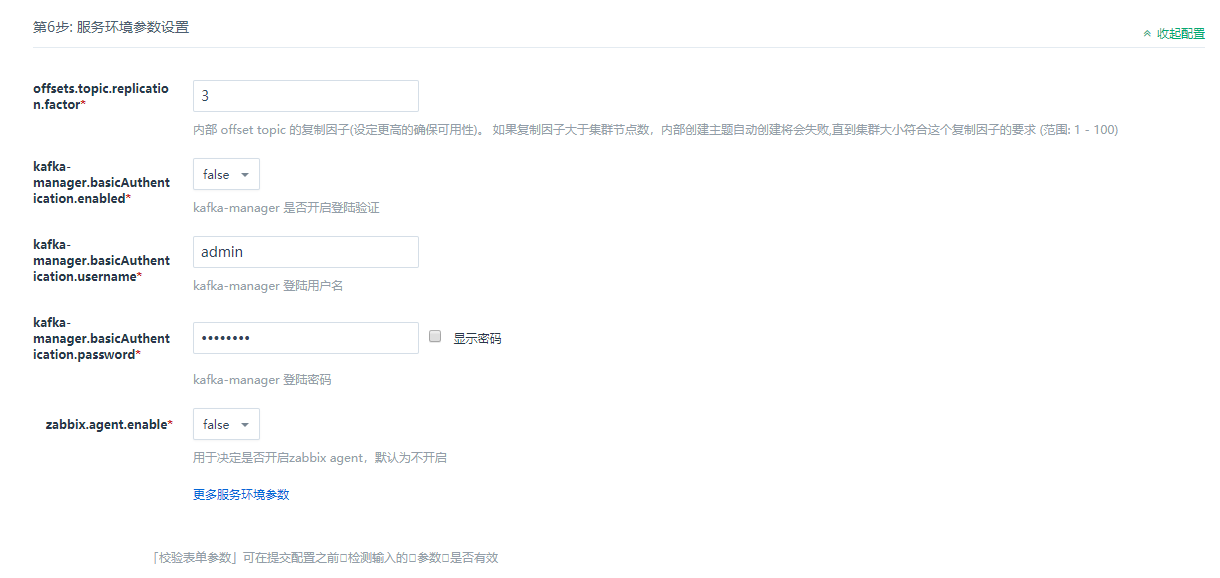 第6步: 服务环境参数设置
收起配置
offsets.topic.replicatio
n.factor*
3
内部 offset topic 的复制因子(设定更高的确保可用性)。 如果复制因子大于集群节点数，内部创建主题自动创建将会失败,直到集群大小符合这个复制因子的要求 (范围: 1 - 100)
kafka-
manager.basicAuthent
ication.enabled*
false
kafka-manager 是否开启登陆验证
kafka-
manager.basicAuthent
ication.username*
admin
kafka-manager 登陆用户名
kafka-
manager.basicAuthent
ication.password*
••••••••
显示密码
kafka-manager 登陆密码
zabbix.agent.enable*
false
用于决定是否开启zabbix agent，默认为不开启
更多服务环境参数
「校验表单参数」可在提交配置之前▯检测输入的▯参数▯是否有效